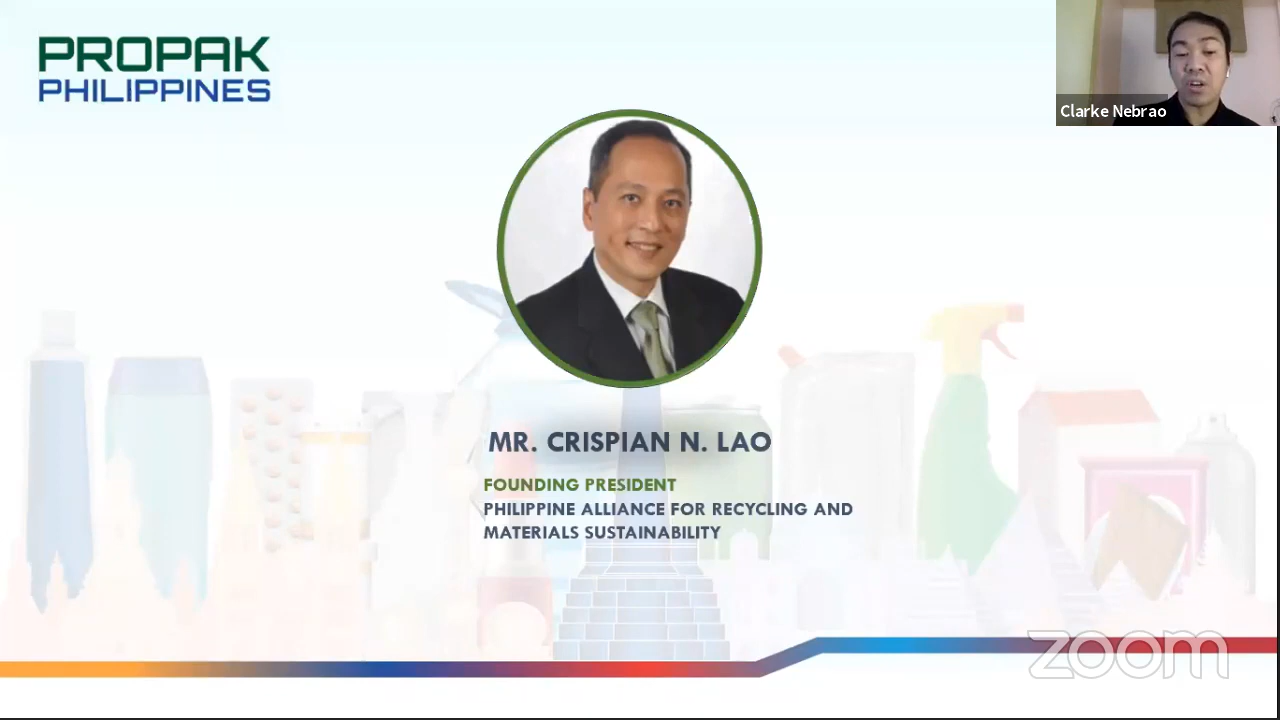 PROPAK
PHILIPPINES
Clarke Nebrao
MR. CRISPIAN N. LAO
FOUNDING PRESIDENT
PHILIPPINE ALLIANCE FOR RECYCLING AND
MATERIALS SUSTAINABILITY
zoom